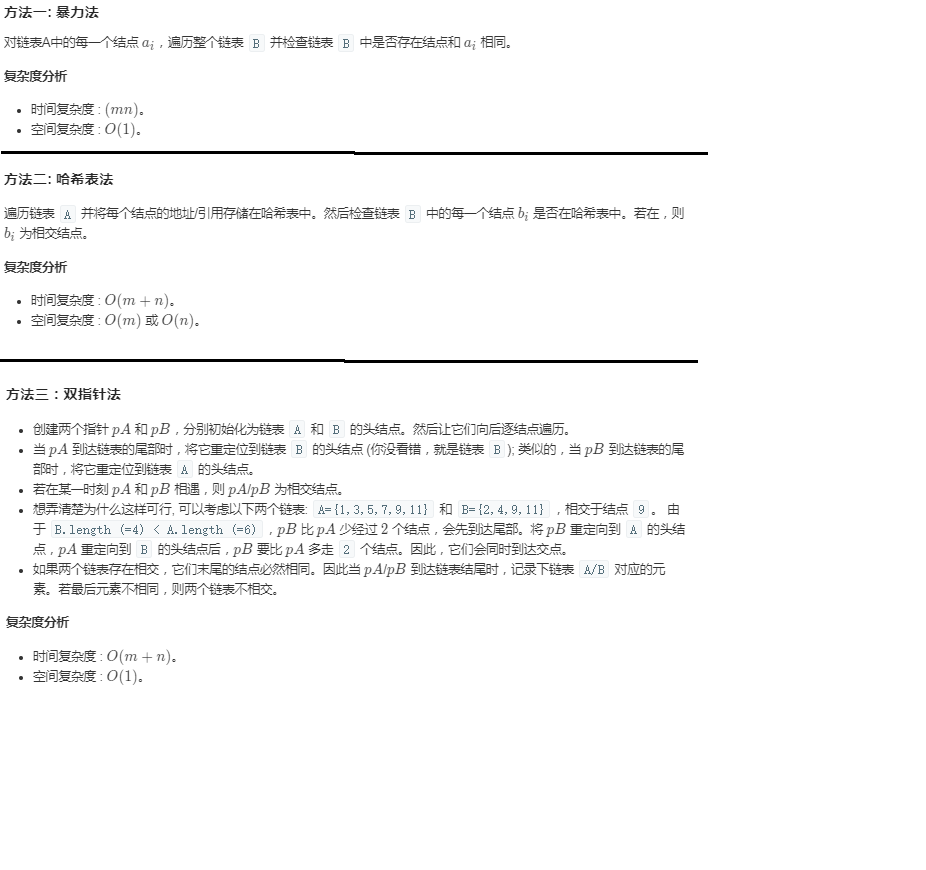 方法一: 暴力法
对链表A中的每一个结点 aᵢ，遍历整个链表 B 并检查链表 B 中是否存在结点和 aᵢ 相同。
复杂度分析
• 时间复杂度 : (mn)。
• 空间复杂度 : O(1)。
方法二: 哈希表法
遍历链表 A 并将每个结点的地址/引用存储在哈希表中。然后检查链表 B 中的每一个结点 bᵢ 是否在哈希表中。若在，则
bᵢ 为相交结点。
复杂度分析
• 时间复杂度 : O(m + n)。
• 空间复杂度 : O(m) 或 O(n)。
方法三：双指针法
• 创建两个指针 pA 和 pB，分别初始化为链表 A 和 B 的头结点。然后让它们向后逐结点遍历。
• 当 pA 到达链表的尾部时，将它重定位到链表 B 的头结点 (你没看错，就是链表 B ); 类似的，当 pB 到达链表的尾
部时，将它重定位到链表 A 的头结点。
• 若在某一时刻 pA 和 pB 相遇，则 pA/pB 为相交结点。
• 想弄清楚为什么这样可行, 可以考虑以下两个链表: A={1,3,5,7,9,11} 和 B={2,4,9,11} ，相交于结点 9 。 由
于 B.length (=4) < A.length (=6) ，pB 比 pA 少经过 2 个结点，会先到达尾部。将 pB 重定向到 A 的头结
点，pA 重定向到 B 的头结点后，pB 要比 pA 多走 2 个结点。因此，它们会同时到达交点。
• 如果两个链表存在相交，它们末尾的结点必然相同。因此当 pA/pB 到达链表结尾时，记录下链表 A/B 对应的元
素。若最后元素不相同，则两个链表不相交。
复杂度分析
• 时间复杂度 : O(m + n)。
• 空间复杂度 : O(1)。